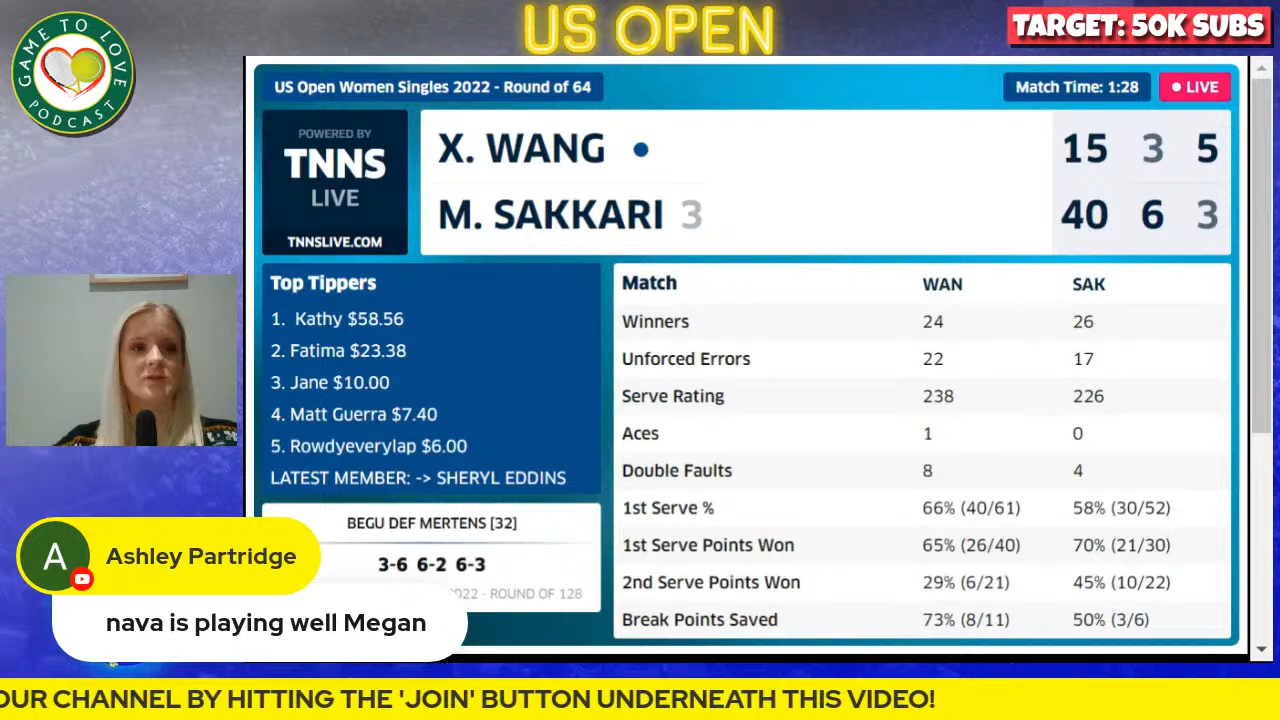 GAME TO LOVE
PODCAST
US OPEN
TARGET: 50K SUBS
US Open Women Singles 2022 - Round of 64
Match Time: 1:28
LIVE
POWERED BY
TNNS
LIVE
TNNSLIVE.COM
X. WANG 15 3 5
M. SAKKARI 3 40 6 3
Top Tippers
1. Kathy $58.56
2. Fatima $23.38
3. Jane $10.00
4. Matt Guerra $7.40
5. Rowdyeverylap $6.00
LATEST MEMBER: -> SHERYL EDDINS
BEGU DEF MERTENS [32]
3-6 6-2 6-3
2022 - ROUND OF 128
Match WAN SAK
Winners 24 26
Unforced Errors 22 17
Serve Rating 238 226
Aces 1 0
Double Faults 8 4
1st Serve % 66% (40/61) 58% (30/52)
1st Serve Points Won 65% (26/40) 70% (21/30)
2nd Serve Points Won 29% (6/21) 45% (10/22)
Break Points Saved 73% (8/11) 50% (3/6)
A
Ashley Partridge
nava is playing well Megan
OUR CHANNEL BY HITTING THE 'JOIN' BUTTON UNDERNEATH THIS VIDEO!